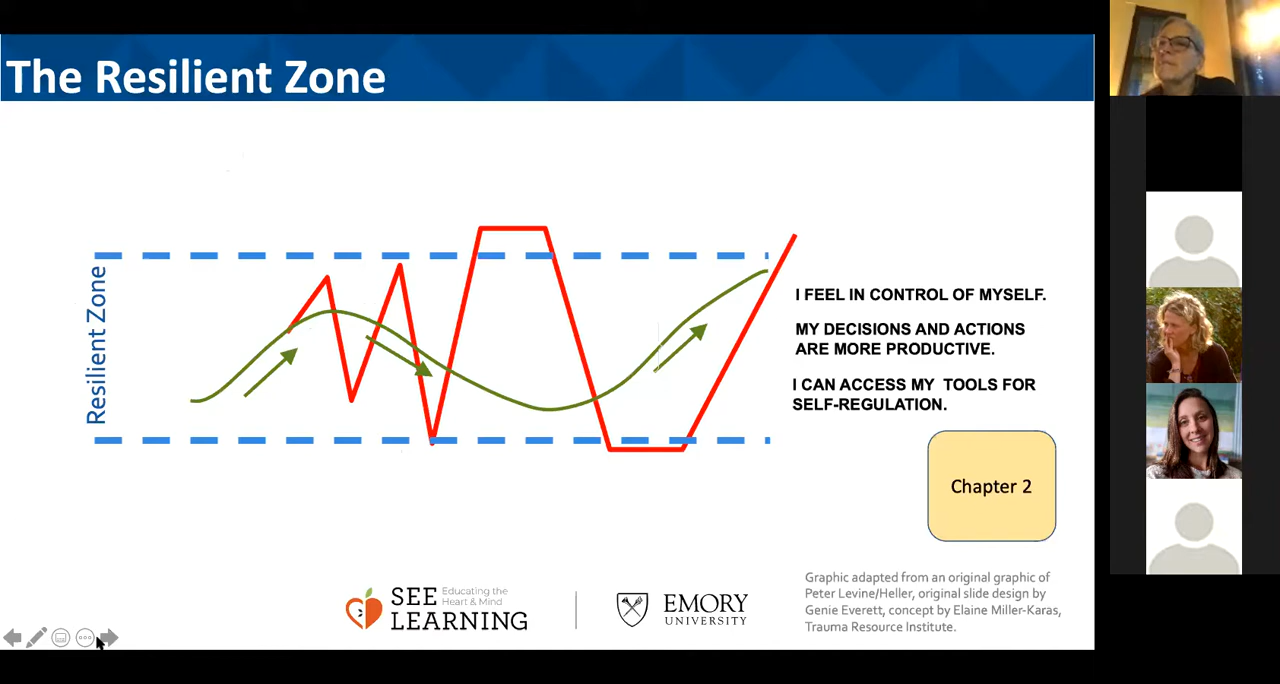 The Resilient Zone
Resilient Zone
I FEEL IN CONTROL OF MYSELF.
MY DECISIONS AND ACTIONS
ARE MORE PRODUCTIVE.
I CAN ACCESS MY TOOLS FOR
SELF-REGULATION.
Chapter 2
SEE Educating the
Heart & Mind
LEARNING
EMORY
UNIVERSITY
Graphic adapted from an original graphic of
Peter Levine/Heller, original slide design by
Genie Everett, concept by Elaine Miller-Karas,
Trauma Resource Institute.